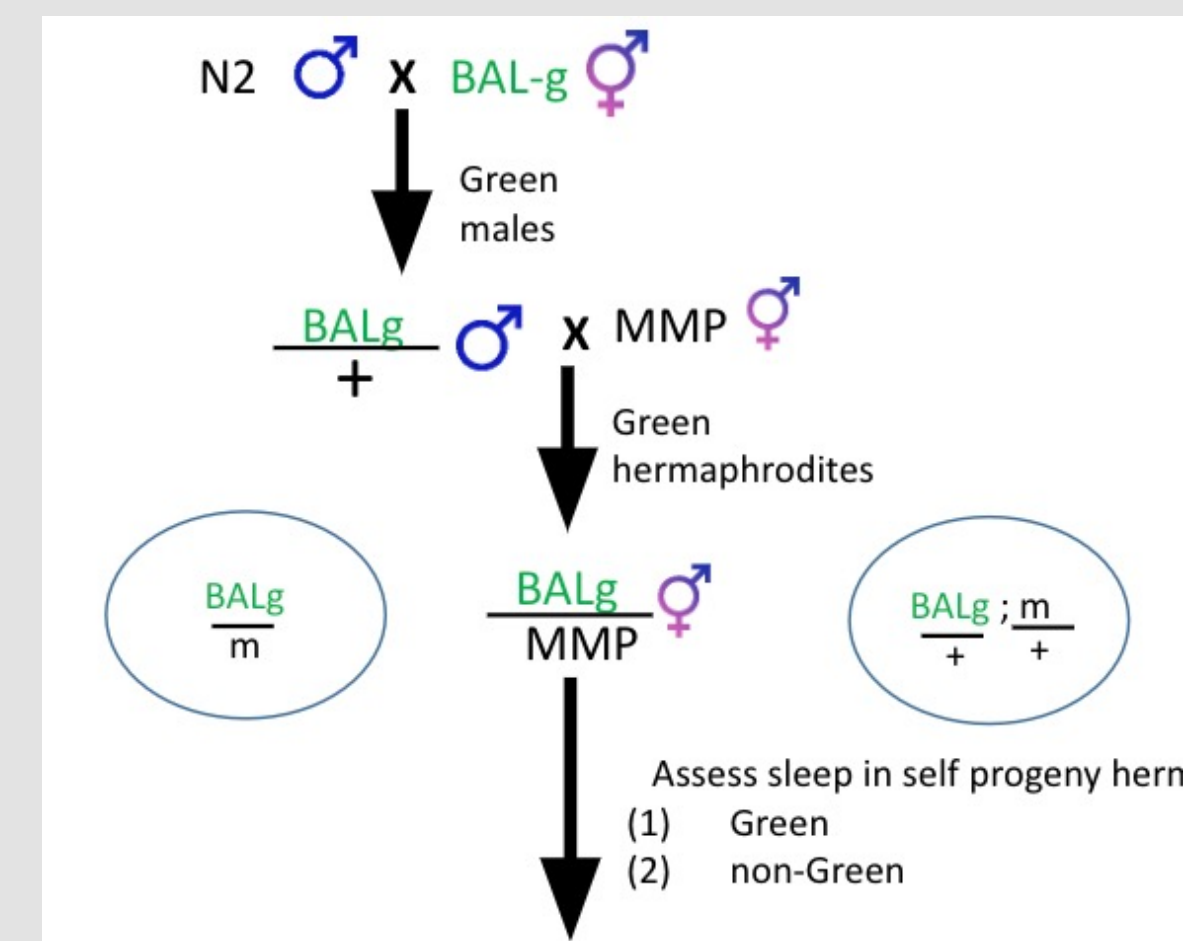 N2 X BAL-g
Green
males
BALg
+
X MMP
Green
hermaphrodites
BALg
m
BALg
MMP
BALg ; m
+ +
Assess sleep in self progeny herm
(1) Green
(2) non-Green